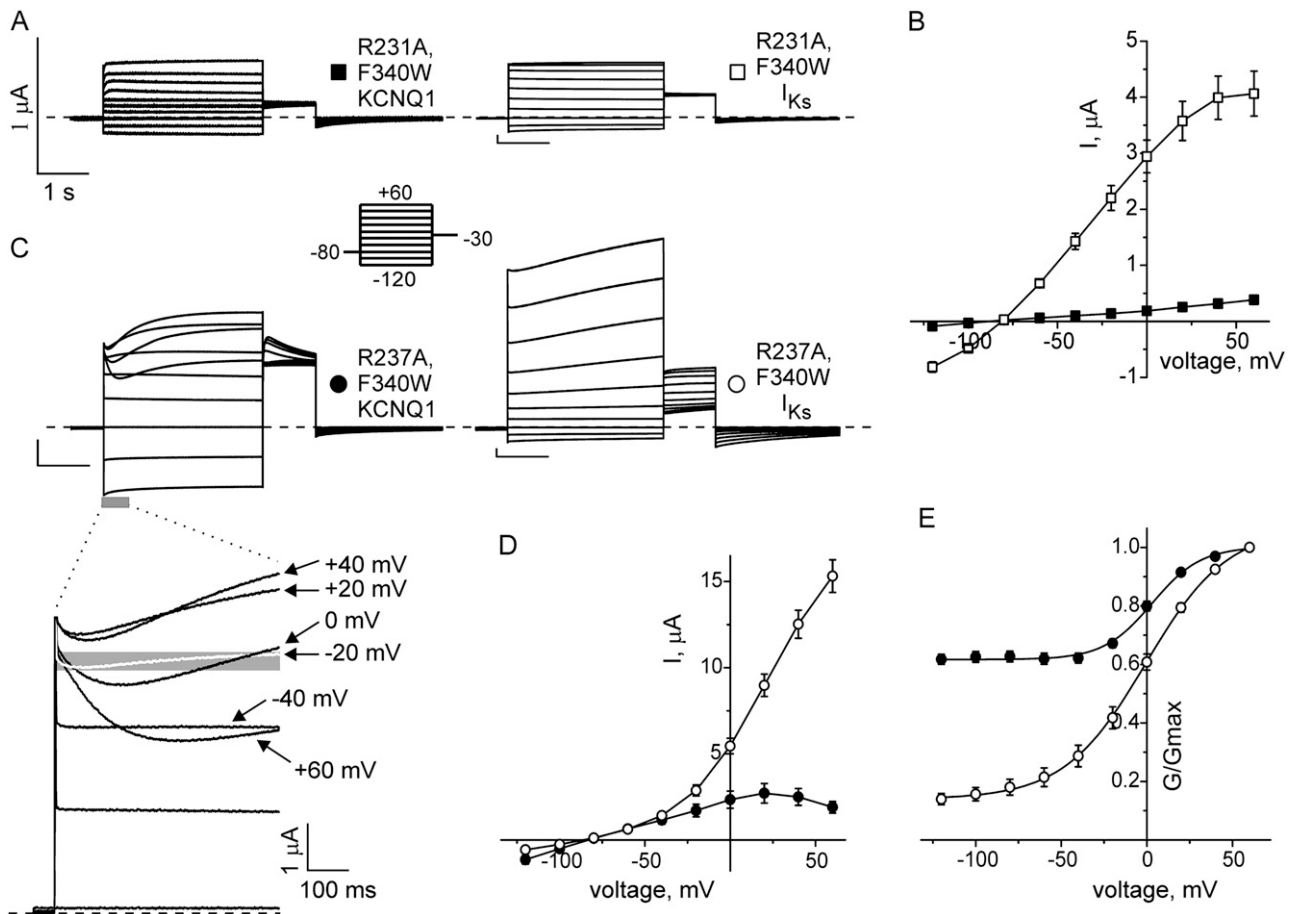 A
R231A,
F340W
KCNQ1
R231A,
F340W
IKs
1 µA
1 s
B
I, µA
5
4
3
2
1
-1
-100
-50
50
voltage, mV
+60
-80
-30
-120
C
R237A,
F340W
KCNQ1
R237A,
F340W
IKs
+40 mV
+20 mV
0 mV
-20 mV
-40 mV
+60 mV
1 µA
100 ms
D
I, µA
15
10
5
-100
-50
0
50
voltage, mV
E
1.0
0.8
0.6
0.4
0.2
G/Gmax
-100
-50
0
50
voltage, mV